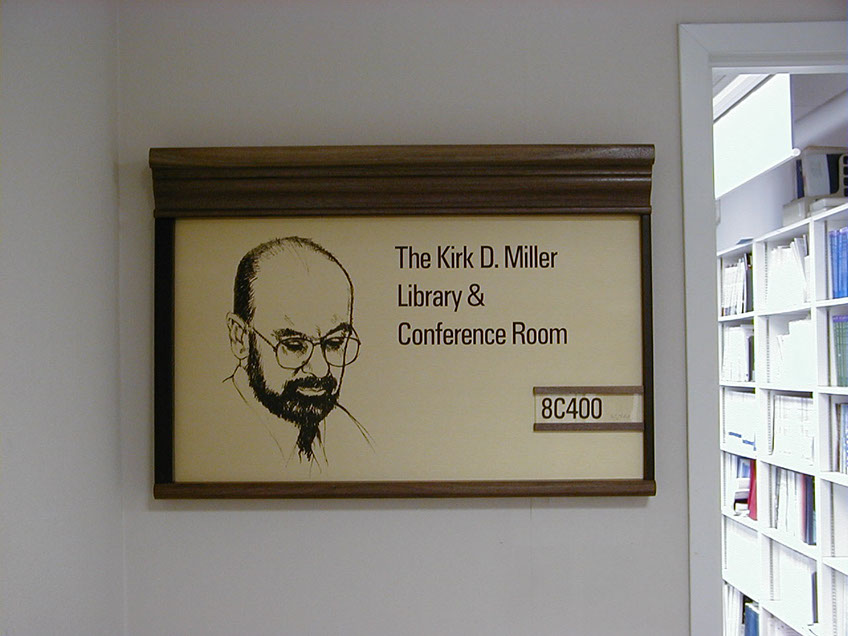 The Kirk D. Miller
Library &
Conference Room
8C400